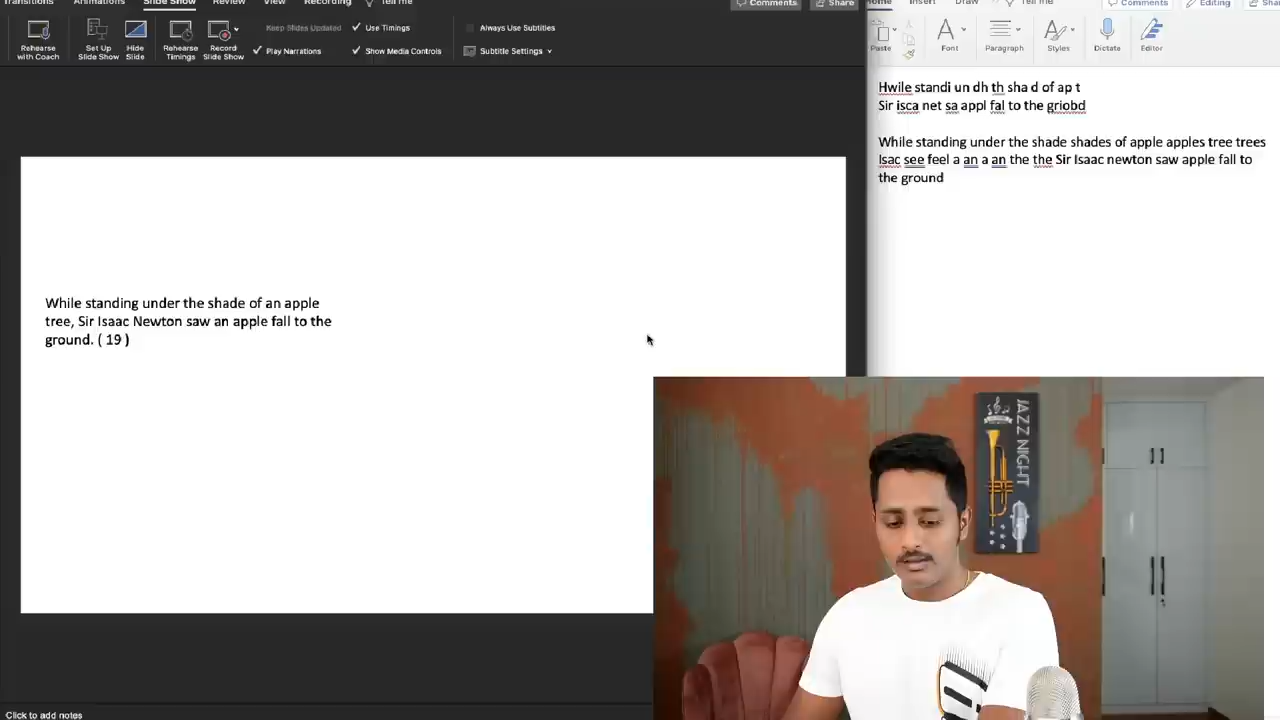 Transitions Animations Slide Show Review View Recording Tell me
Comments Share
Home Insert Draw Tell me
Comments Editing
Rehearse with Coach
Set Up Slide Show
Hide Slide
Rehearse Timings
Record Slide Show
Keep Slides Updated
Play Narrations
Use Timings
Show Media Controls
Always Use Subtitles
Subtitle Settings
Paste
Font
Paragraph
Styles
Dictate
Editor
While standing under the shade of an apple
tree, Sir Isaac Newton saw an apple fall to the
ground. ( 19 )
Hwile standi un dh th sha d of ap t
Sir isca net sa appl fal to the griobd
While standing under the shade shades of apple apples tree trees
Isac see feel a an a an the the Sir Isaac newton saw apple fall to
the ground
JAZZ NIGHT
Click to add notes